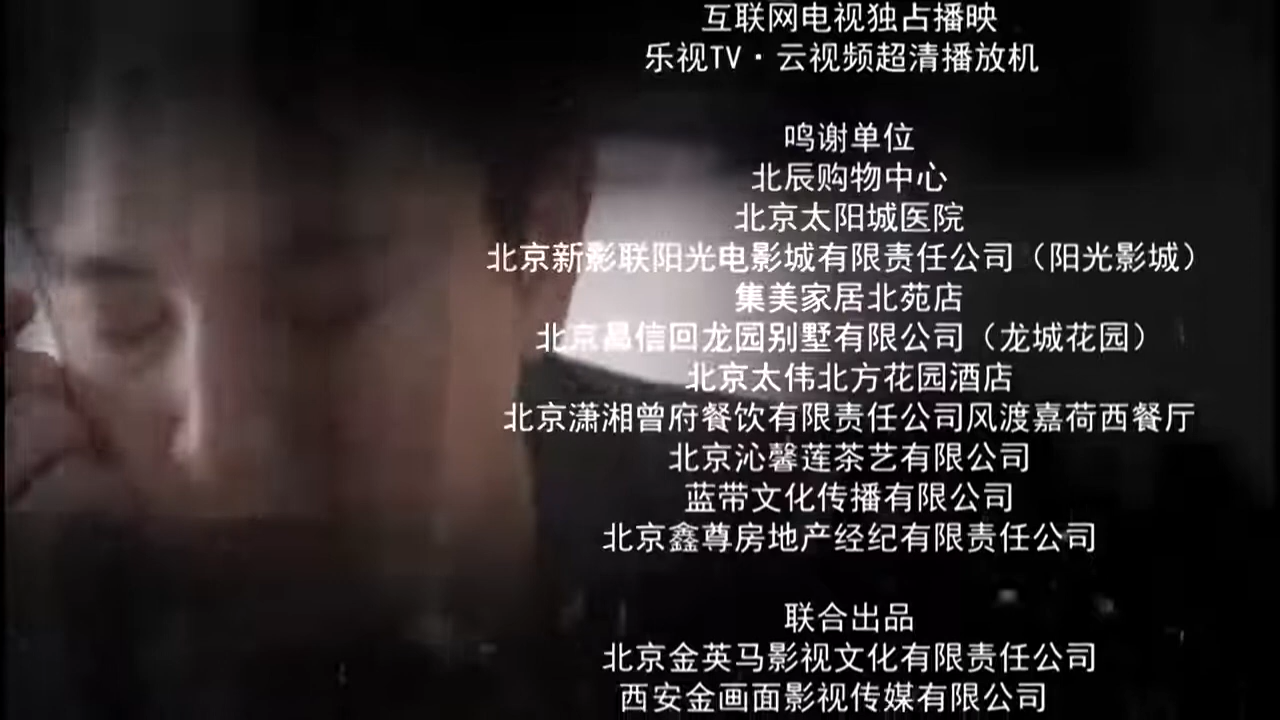 互联网电视独占播映
乐视TV·云视频超清播放机
鸣谢单位
北辰购物中心
北京太阳城医院
北京新影联阳光电影城有限责任公司（阳光影城）
集美家居北苑店
北京昌信回龙园别墅有限公司（龙城花园）
北京太伟北方花园酒店
北京潇湘曾府餐饮有限责任公司风渡嘉荷西餐厅
北京沁馨莲茶艺有限公司
蓝带文化传播有限公司
北京鑫尊房地产经纪有限责任公司
联合出品
北京金英马影视文化有限责任公司
西安金画面影视传媒有限公司